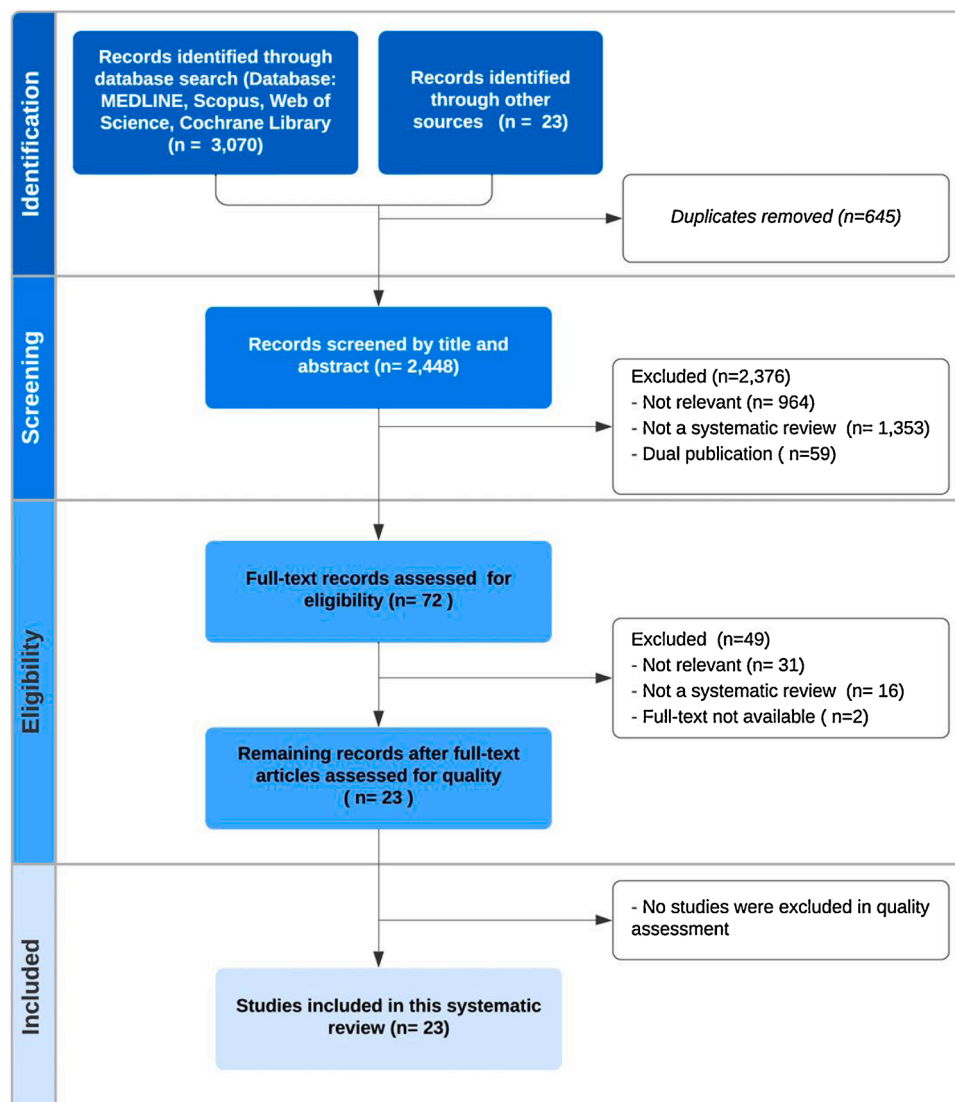 Identification
Records identified through
database search (Database:
MEDLINE, Scopus, Web of
Science, Cochrane Library
(n = 3,070)
Records identified
through other
sources (n = 23)
Duplicates removed (n=645)
Screening
Records screened by title and
abstract (n= 2,448)
Excluded (n=2,376)
- Not relevant (n= 964)
- Not a systematic review (n= 1,353)
- Dual publication ( n=59)
Eligibility
Full-text records assessed for
eligibility (n= 72 )
Excluded (n=49)
- Not relevant (n= 31)
- Not a systematic review (n= 16)
- Full-text not available ( n=2)
Remaining records after full-text
articles assessed for quality
( n= 23 )
Included
- No studies were excluded in quality
assessment
Studies included in this systematic
review (n= 23)